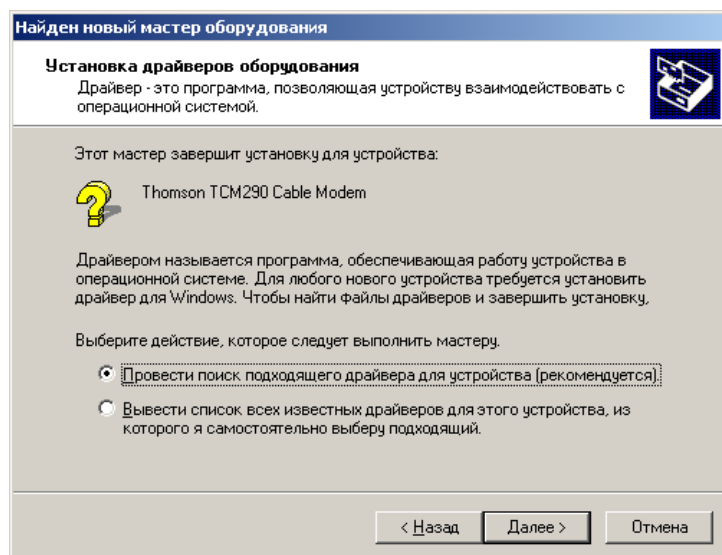 Найден новый мастер оборудования
Установка драйверов оборудования
Драйвер - это программа, позволяющая устройству взаимодействовать с
операционной системой.
Этот мастер завершит установку для устройства:
Thomson TCM290 Cable Modem
Драйвером называется программа, обеспечивающая работу устройства в
операционной системе. Для любого нового устройства требуется установить
драйвер для Windows. Чтобы найти файлы драйверов и завершить установку,
Выберите действие, которое следует выполнить мастеру.
Провести поиск подходящего драйвера для устройства (рекомендуется).
Вывести список всех известных драйверов для этого устройства, из
которого я самостоятельно выберу подходящий.
< Назад
Далее >
Отмена